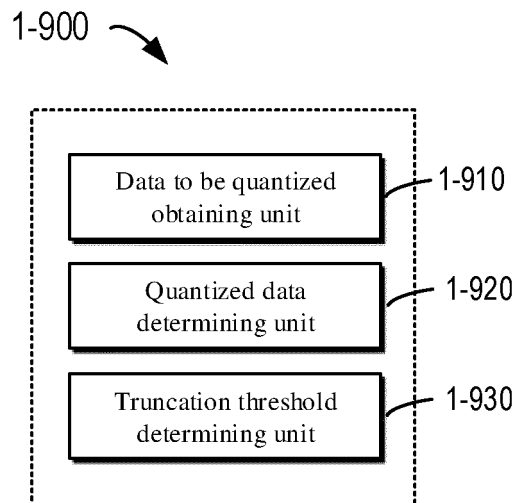 1-900
Data to be quantized
obtaining unit
1-910
Quantized data
determining unit
1-920
Truncation threshold
determining unit
1-930